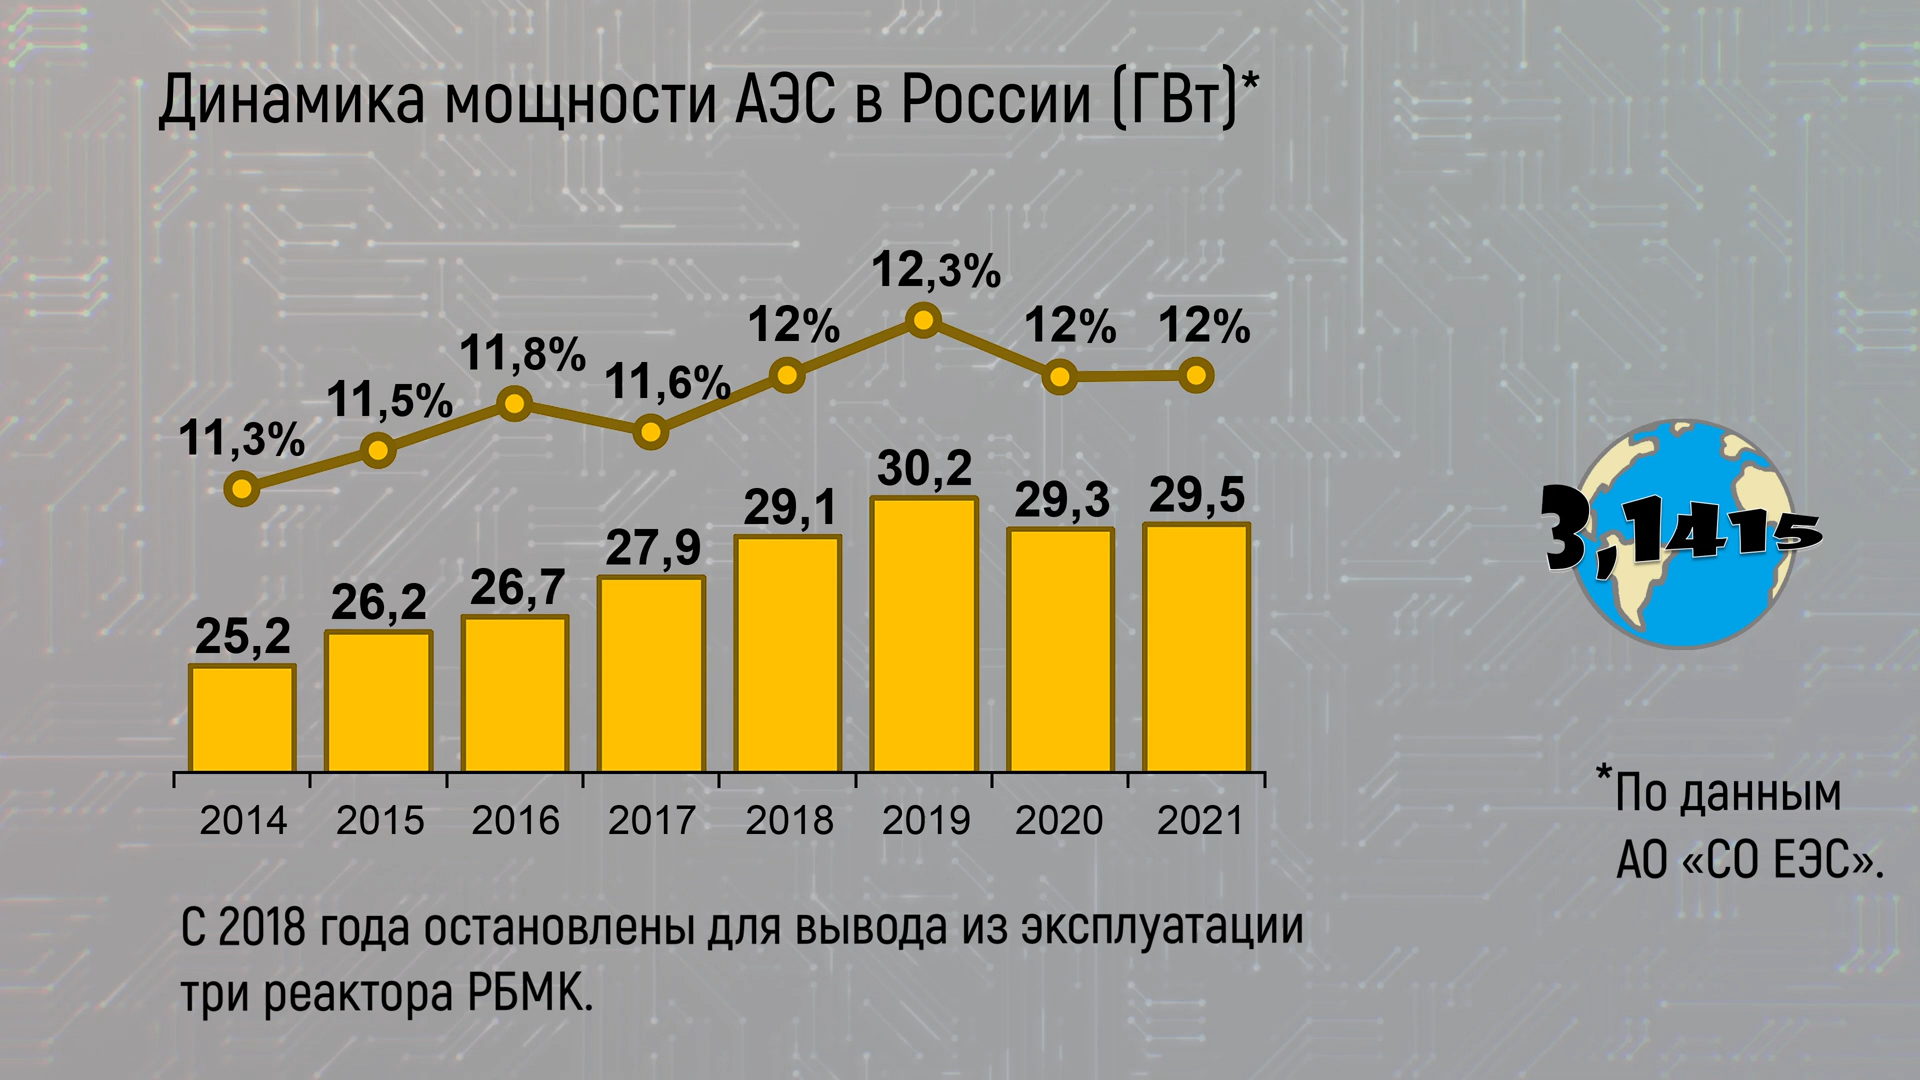 Динамика мощности АЭС в России (ГВт)*
11,3% 11,5% 11,8% 11,6% 12% 12,3% 12% 12%
25,2 26,2 26,7 27,9 29,1 30,2 29,3 29,5
2014 2015 2016 2017 2018 2019 2020 2021
С 2018 года остановлены для вывода из эксплуатации
три реактора РБМК.
3,1415
*По данным
АО «СО ЕЭС».